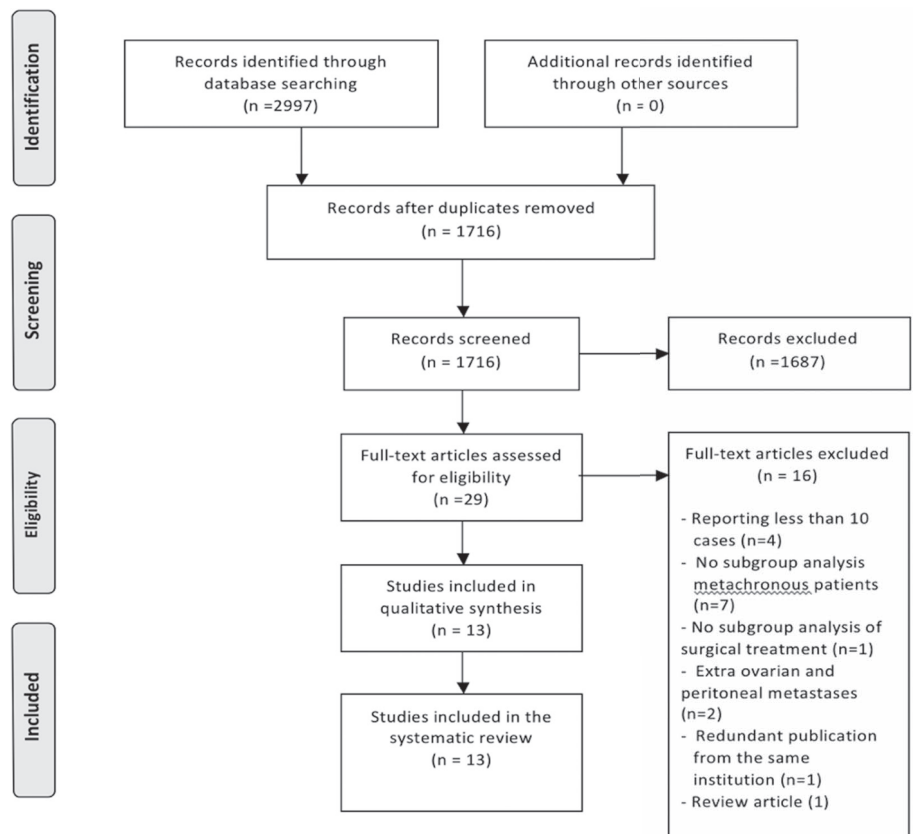 Identification
Records identified through
database searching
(n =2997)
Additional records identified
through other sources
(n = 0)
Records after duplicates removed
(n = 1716)
Screening
Records screened
(n = 1716)
Records excluded
(n =1687)
Eligibility
Full-text articles assessed
for eligibility
(n =29)
Full-text articles excluded
(n = 16)
- Reporting less than 10
cases (n=4)
- No subgroup analysis
metachronous patients
(n=7)
- No subgroup analysis of
surgical treatment (n=1)
- Extra ovarian and
peritoneal metastases
(n=2)
- Redundant publication
from the same
institution (n=1)
- Review article (1)
Studies included in
qualitative synthesis
(n = 13)
Included
Studies included in the
systematic review
(n = 13)